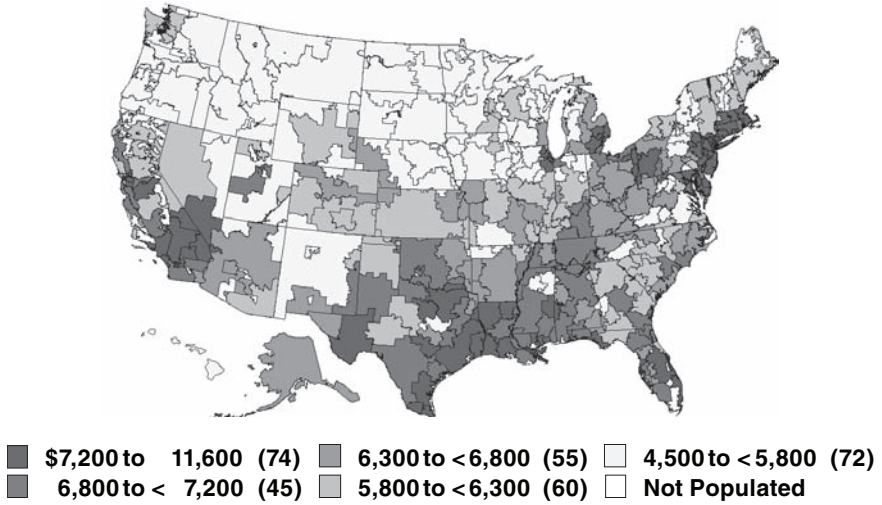 $7,200 to 11,600 (74) 6,300 to < 6,800 (55) 4,500 to < 5,800 (72)
6,800 to < 7,200 (45) 5,800 to < 6,300 (60) Not Populated